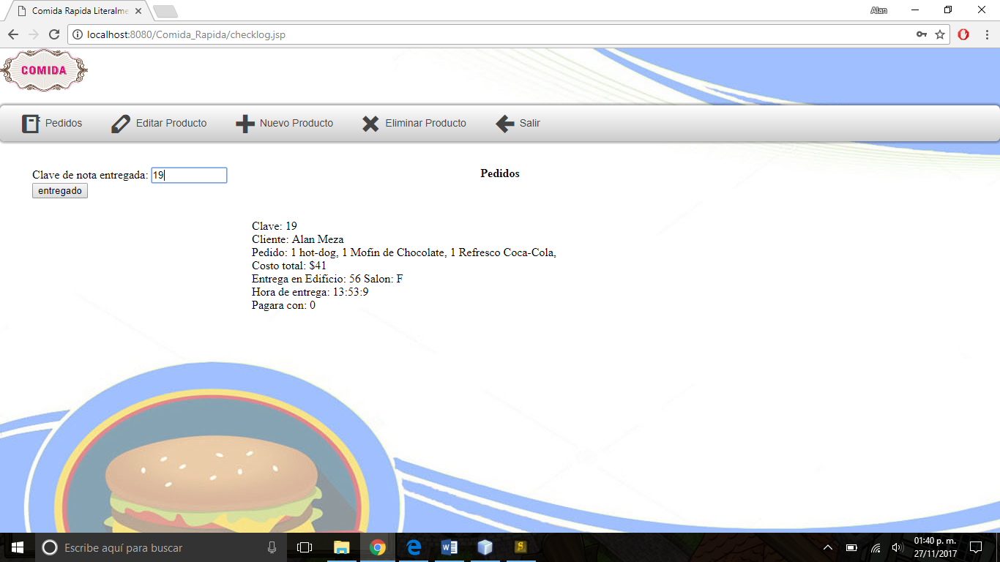 Comida Rapida Literalme
Alan
localhost:8080/Comida_Rapida/checklog.jsp
COMIDA
Pedidos Editar Producto Nuevo Producto Eliminar Producto Salir
Clave de nota entregada: 19
entregado
Pedidos
Clave: 19
Cliente: Alan Meza
Pedido: 1 hot-dog, 1 Mofin de Chocolate, 1 Refresco Coca-Cola,
Costo total: $41
Entrega en Edificio: 56 Salon: F
Hora de entrega: 13:53:9
Pagara con: 0
Escribe aquí para buscar
01:40 p. m.
27/11/2017